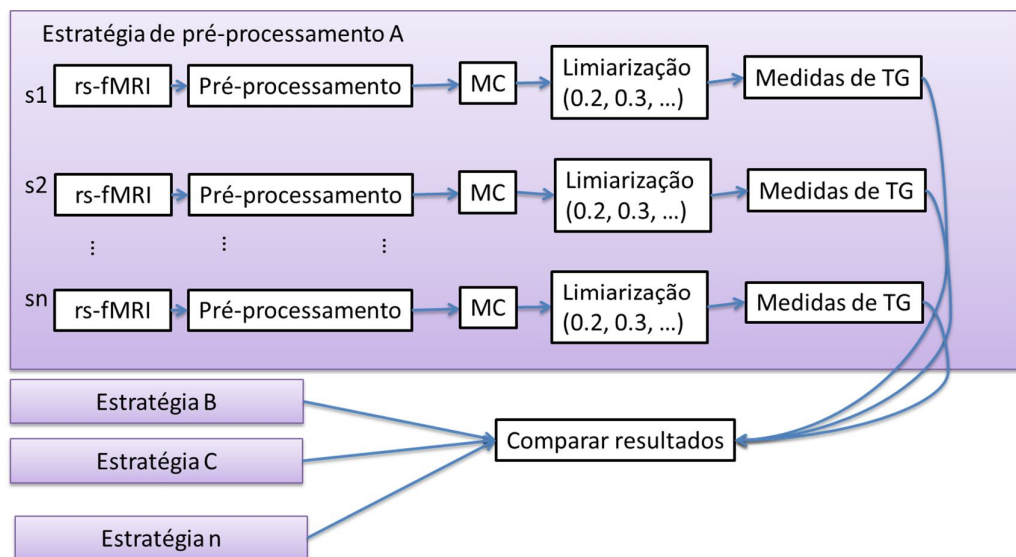 Estratégia de pré-processamento A
s1
rs-fMRI
Pré-processamento
MC
Limiarização
(0.2, 0.3, ...)
Medidas de TG
s2
rs-fMRI
Pré-processamento
MC
Limiarização
(0.2, 0.3, ...)
Medidas de TG
...
...
...
sn
rs-fMRI
Pré-processamento
MC
Limiarização
(0.2, 0.3, ...)
Medidas de TG
Estratégia B
Estratégia C
Estratégia n
Comparar resultados